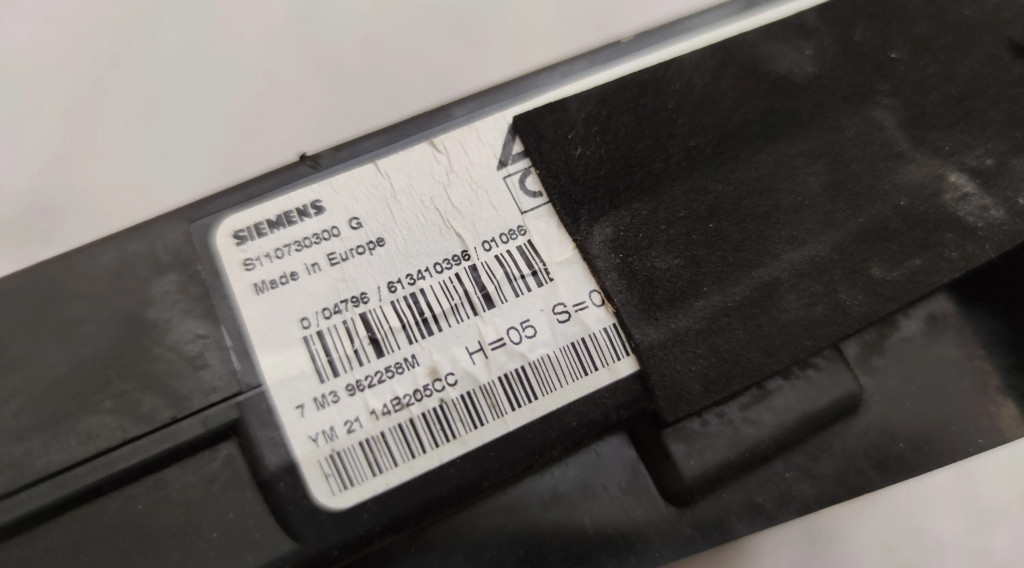 SIEMENS
S110730300 G
Made in Europe
0/04796 / 613410396 / 01086
H=05 S=0
7 M3 962258M
YM 21 14B205CC